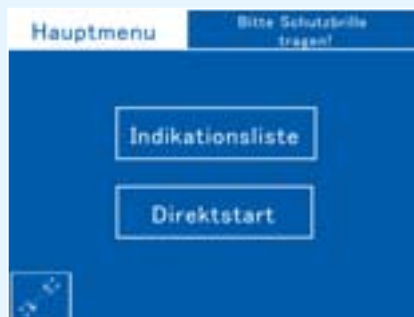 Hauptmenu
Bitte Schutzbrille
tragen!
Indikationsliste
Direktstart